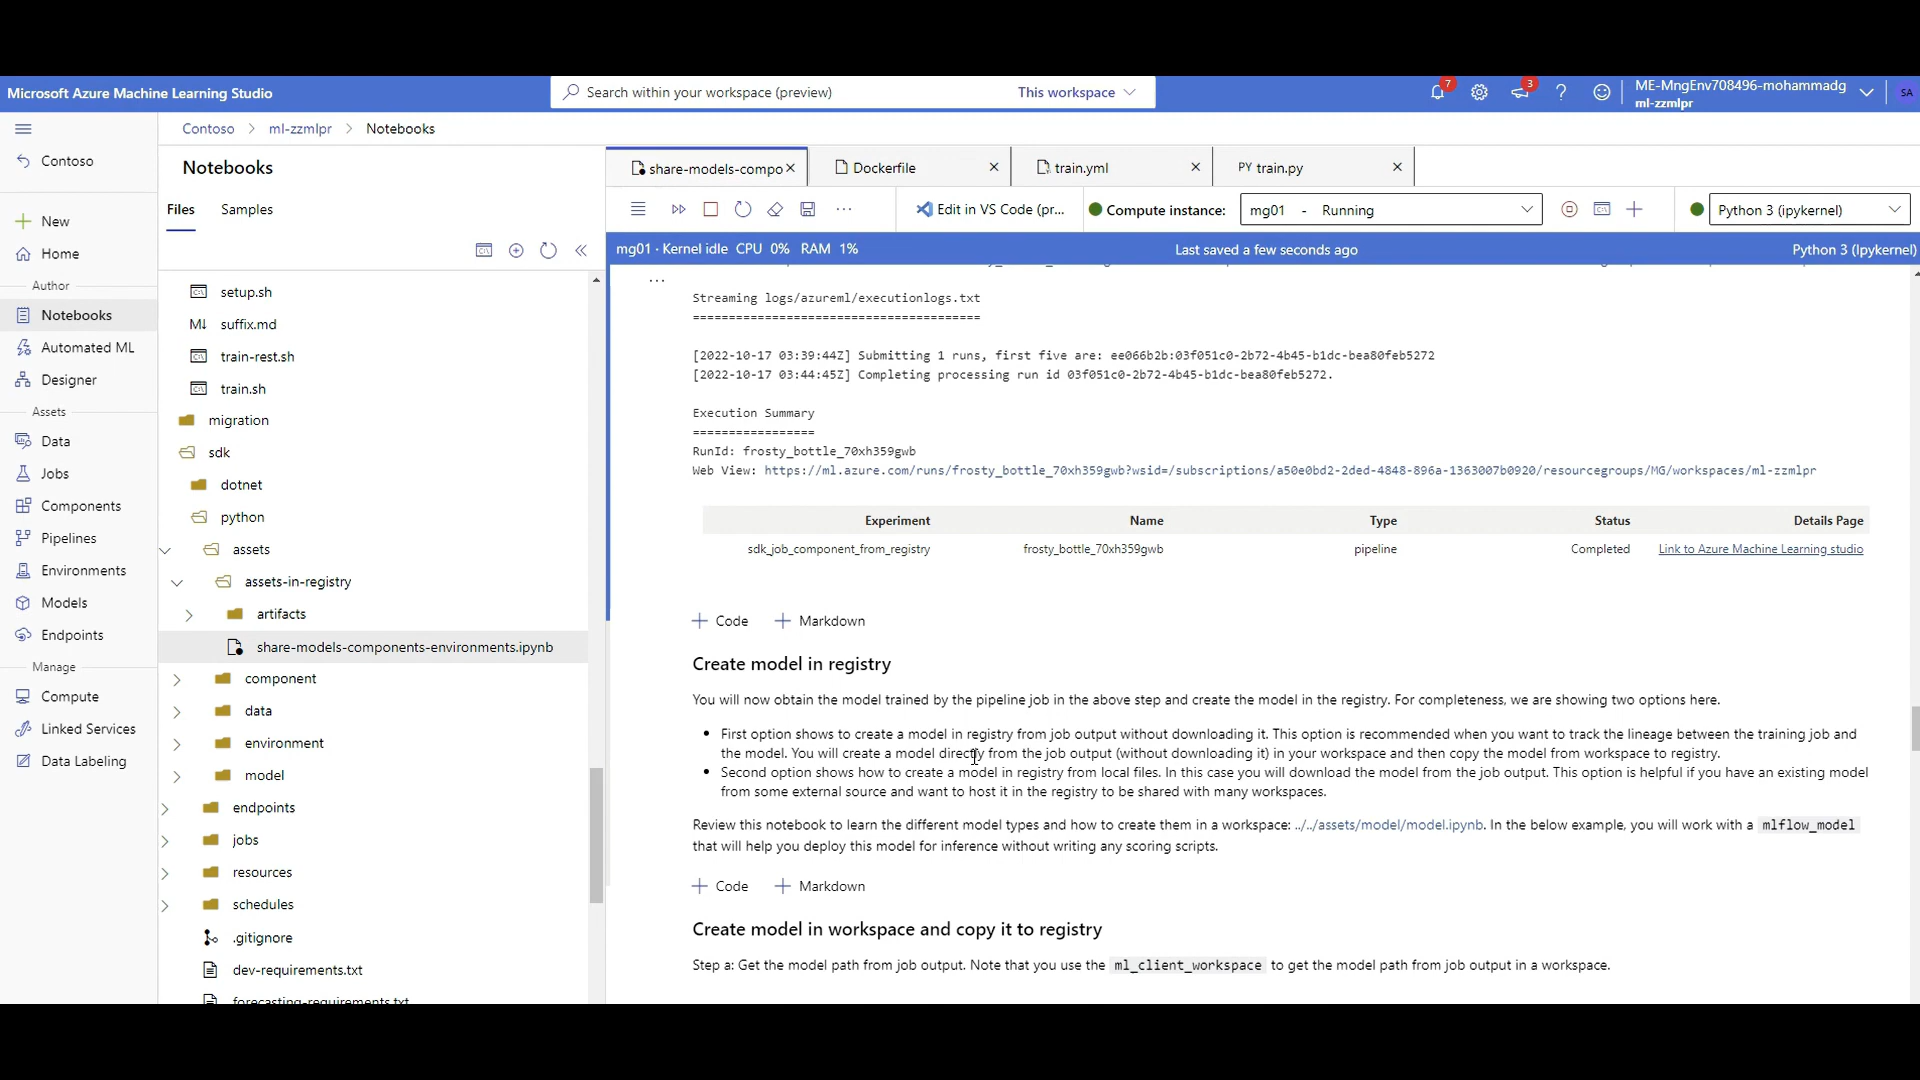 Microsoft Azure Machine Learning Studio
Search within your workspace (preview)
This workspace
7
3
ME-MngEnv708496-mohammadg
ml-zzmlpr
SA
Contoso
New
Home
Author
Notebooks
Automated ML
Designer
Assets
Data
Jobs
Components
Pipelines
Environments
Models
Endpoints
Manage
Compute
Linked Services
Data Labeling
Contoso > ml-zzmlpr > Notebooks
Notebooks
Files Samples
setup.sh
M↓ suffix.md
train-rest.sh
train.sh
migration
sdk
dotnet
python
assets
assets-in-registry
artifacts
share-models-components-environments.ipynb
component
data
environment
model
endpoints
jobs
resources
schedules
.gitignore
dev-requirements.txt
forecasting-requirements.txt
share-models-compo
Dockerfile
train.yml
PY train.py
Edit in VS Code (pr...
Compute instance:
mg01 - Running
Python 3 (ipykernel)
mg01 · Kernel idle CPU 0% RAM 1%
Last saved a few seconds ago
Python 3 (Ipykernel)
Streaming logs/azureml/executionlogs.txt
========================================
[2022-10-17 03:39:44Z] Submitting 1 runs, first five are: ee066b2b:03f051c0-2b72-4b45-b1dc-bea80feb5272
[2022-10-17 03:44:45Z] Completing processing run id 03f051c0-2b72-4b45-b1dc-bea80feb5272.
Execution Summary
=================
RunId: frosty_bottle_70xh359gwb
Web View: https://ml.azure.com/runs/frosty_bottle_70xh359gwb?wsid=/subscriptions/a50e0bd2-2ded-4848-896a-1363007b0920/resourcegroups/MG/workspaces/ml-zzmlpr
Experiment Name Type Status Details Page
sdk_job_component_from_registry frosty_bottle_70xh359gwb pipeline Completed Link to Azure Machine Learning studio
+ Code + Markdown
Create model in registry
You will now obtain the model trained by the pipeline job in the above step and create the model in the registry. For completeness, we are showing two options here.
• First option shows to create a model in registry from job output without downloading it. This option is recommended when you want to track the lineage between the training job and
the model. You will create a model directly from the job output (without downloading it) in your workspace and then copy the model from workspace to registry.
• Second option shows how to create a model in registry from local files. In this case you will download the model from the job output. This option is helpful if you have an existing model
from some external source and want to host it in the registry to be shared with many workspaces.
Review this notebook to learn the different model types and how to create them in a workspace: ../../assets/model/model.ipynb. In the below example, you will work with a mlflow_model
that will help you deploy this model for inference without writing any scoring scripts.
+ Code + Markdown
Create model in workspace and copy it to registry
Step a: Get the model path from job output. Note that you use the ml_client_workspace to get the model path from job output in a workspace.